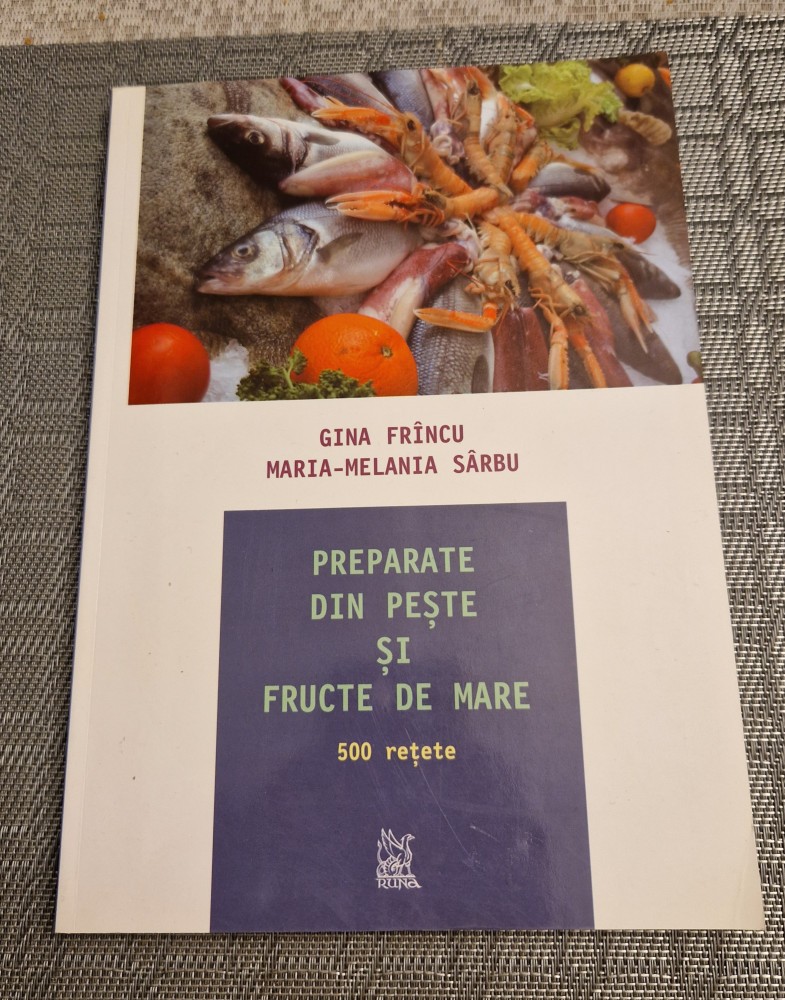 GINA FRÎNCU
MARIA-MELANIA SÂRBU
PREPARATE
DIN PEȘTE
ȘI
FRUCTE DE MARE
500 rețete
RUNA